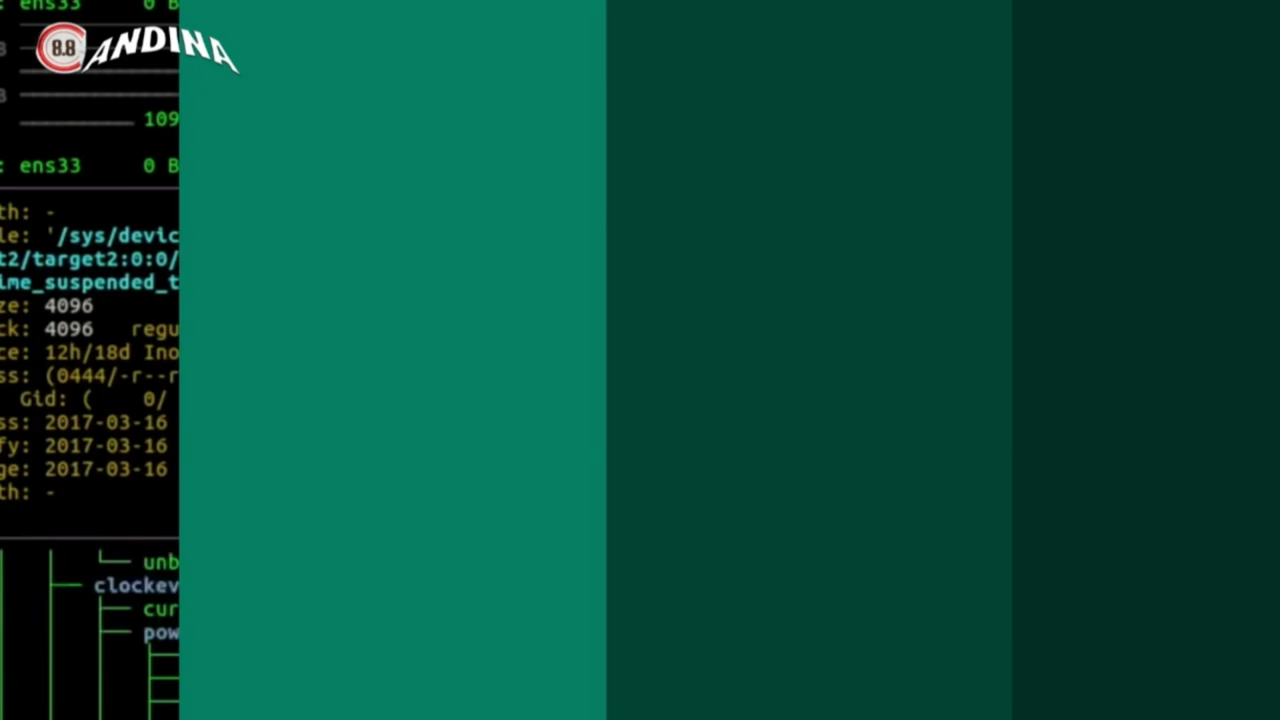 : ens33 0 B
8.8 ANDINA
109
: ens33 0 B
th: -
le: '/sys/devic
t2/target2:0:0/
ime_suspended_t
ze: 4096
ck: 4096 regu
ce: 12h/18d Ino
ss: (0444/-r--r
Gid: ( 0/
ss: 2017-03-16
fy: 2017-03-16
ge: 2017-03-16
th: -
unb
clockev
cur
pow